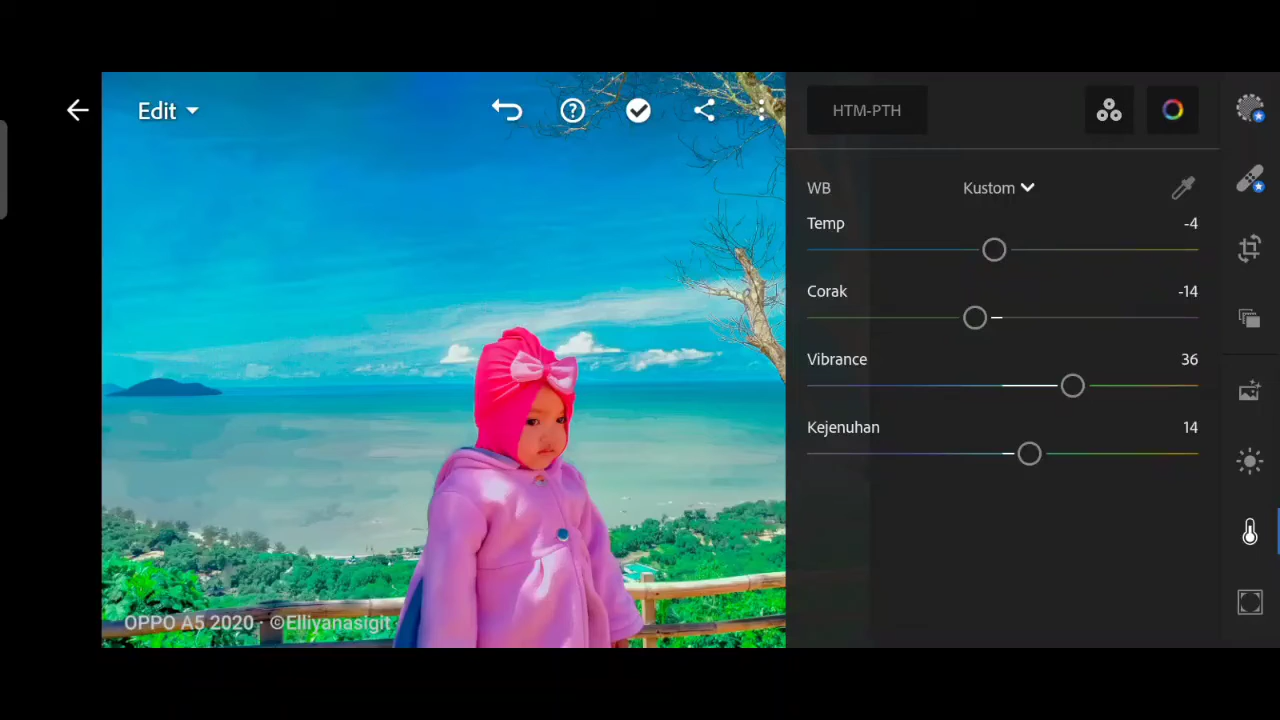 Edit
HTM-PTH
WB
Kustom
Temp
-4
Corak
-14
Vibrance
36
Kejenuhan
14
OPPO A5 2020 · ©Elliyanasigit